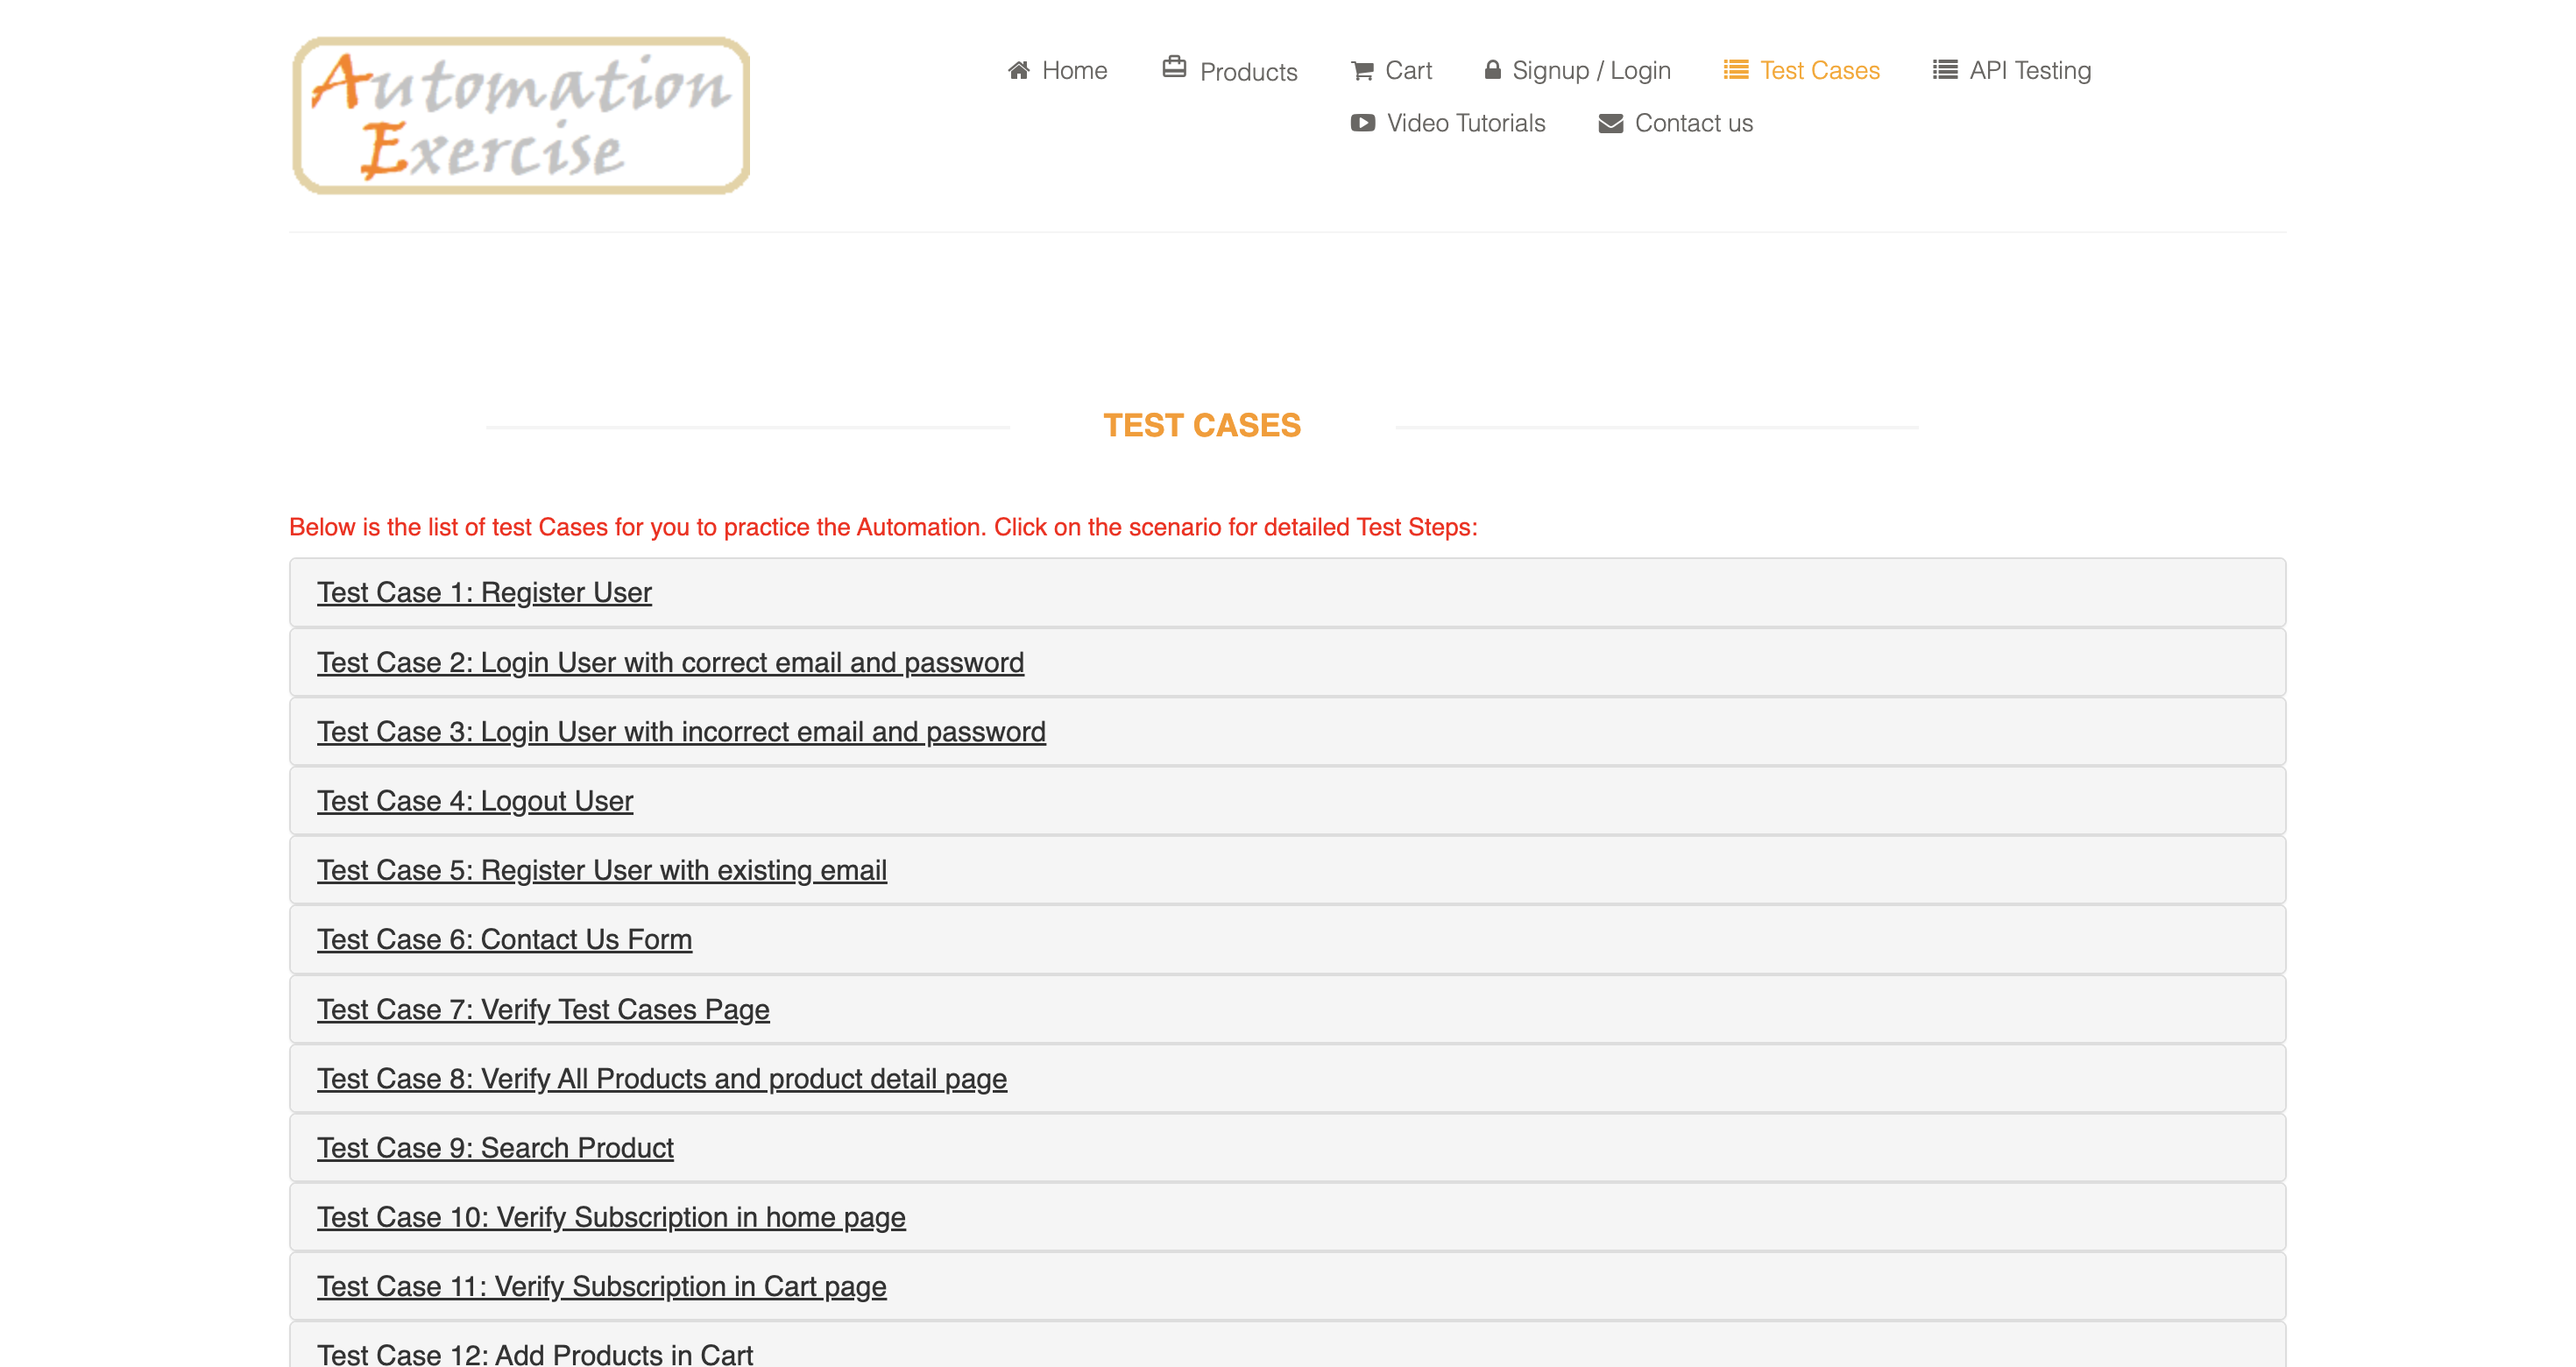 Automation
Exercise
Home
Products
Cart
Signup / Login
Test Cases
API Testing
Video Tutorials
Contact us
TEST CASES
Below is the list of test Cases for you to practice the Automation. Click on the scenario for detailed Test Steps:
Test Case 1: Register User
Test Case 2: Login User with correct email and password
Test Case 3: Login User with incorrect email and password
Test Case 4: Logout User
Test Case 5: Register User with existing email
Test Case 6: Contact Us Form
Test Case 7: Verify Test Cases Page
Test Case 8: Verify All Products and product detail page
Test Case 9: Search Product
Test Case 10: Verify Subscription in home page
Test Case 11: Verify Subscription in Cart page
Test Case 12: Add Products in Cart